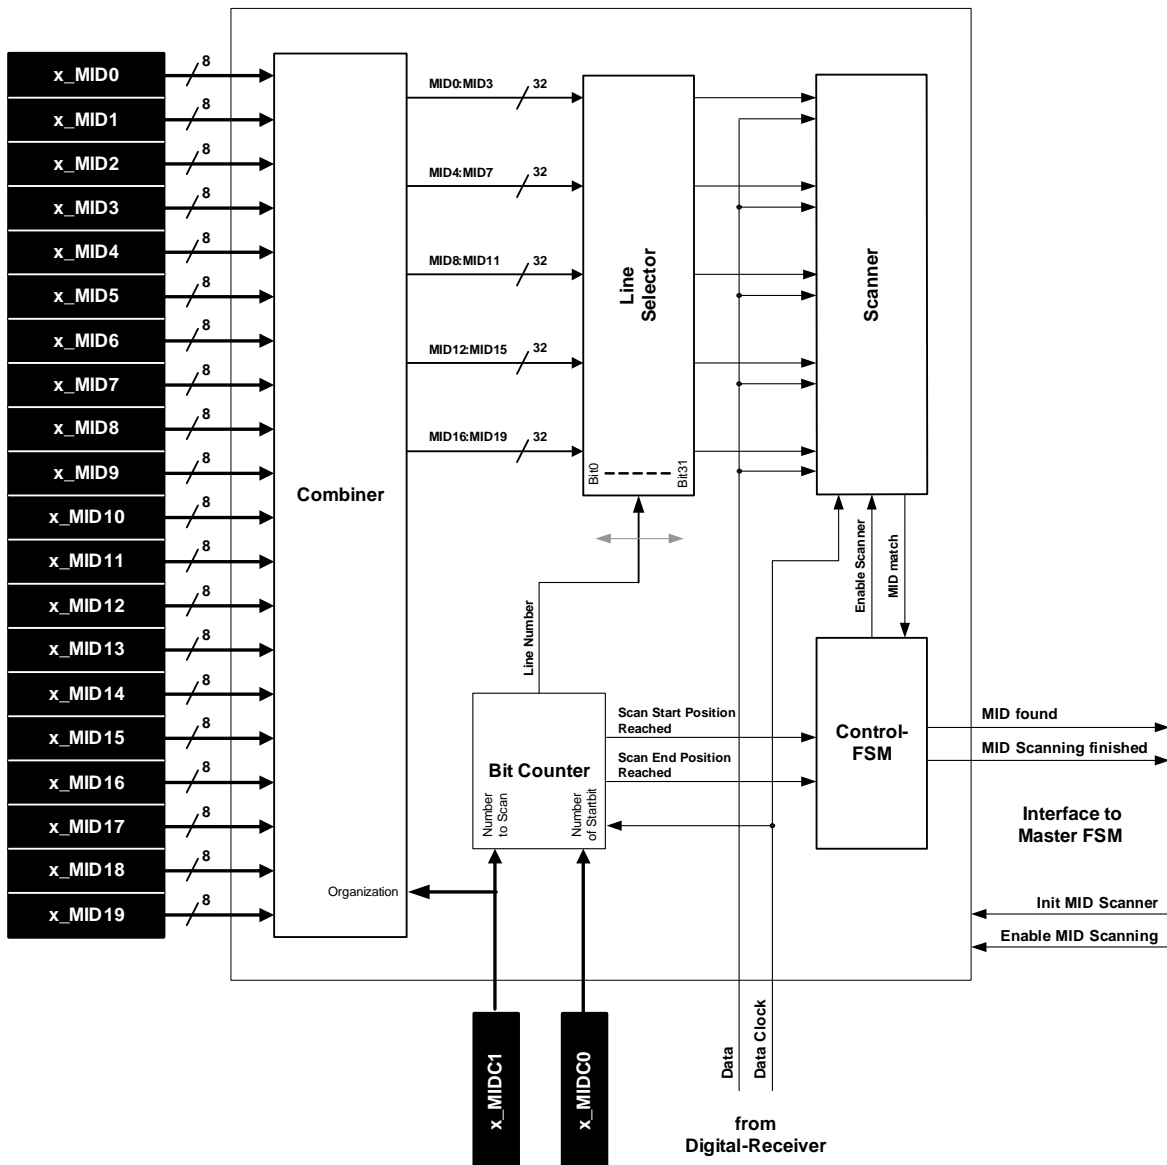 x_MID0
8
x_MID1
8
x_MID2
8
x_MID3
8
x_MID4
8
x_MID5
8
x_MID6
8
x_MID7
8
x_MID8
8
x_MID9
8
x_MID10
8
x_MID11
8
x_MID12
8
x_MID13
8
x_MID14
8
x_MID15
8
x_MID16
8
x_MID17
8
x_MID18
8
x_MID19
8
Combiner
Organization
MID0:MID3
32
MID4:MID7
32
MID8:MID11
32
MID12:MID15
32
MID16:MID19
32
Line
Selector
Bit0
Bit31
Scanner
Line Number
Enable Scanner
MID match
Bit Counter
Number
to Scan
Number
of Startbit
Scan Start Position
Reached
Scan End Position
Reached
Control-
FSM
MID found
MID Scanning finished
Interface to
Master FSM
Init MID Scanner
Enable MID Scanning
x_MIDC1
x_MIDC0
Data
Data Clock
from
Digital-Receiver